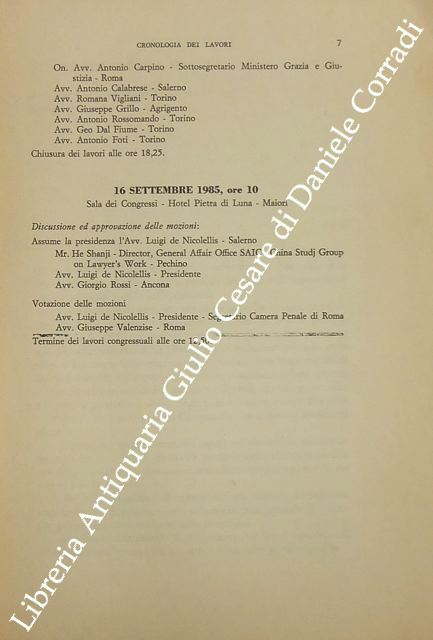 CRONOLOGIA DEI LAVORI 7
On. Avv. Antonio Carpino - Sottosegretario Ministero Grazia e Giu-
stizia - Roma
Avv. Antonio Calabrese - Salerno
Avv. Romana Vigliani - Torino
Avv. Giuseppe Grillo - Agrigento
Avv. Antonio Rossomando - Torino
Avv. Geo Dal Fiume - Torino
Avv. Antonio Foti - Torino
Chiusura dei lavori alle ore 18,25.
16 SETTEMBRE 1985, ore 10
Sala dei Congressi - Hotel Pietra di Luna - Maiori
Discussione ed approvazione delle mozioni:
Assume la presidenza l'Avv. Luigi de Nicolellis - Salerno
Mr. He Shanji - Director, General Affair Office SAIC, China Studj Group
on Lawyer's Work - Pechino
Avv. Luigi de Nicolellis - Presidente
Avv. Giorgio Rossi - Ancona
Votazione delle mozioni
Avv. Luigi de Nicolellis - Presidente - Segretario Camera Penale di Roma
Avv. Giuseppe Valenzise - Roma
Termine dei lavori congressuali alle ore 12,50.
Libreria Antiquaria Giulio Cesare di Daniele Corradi